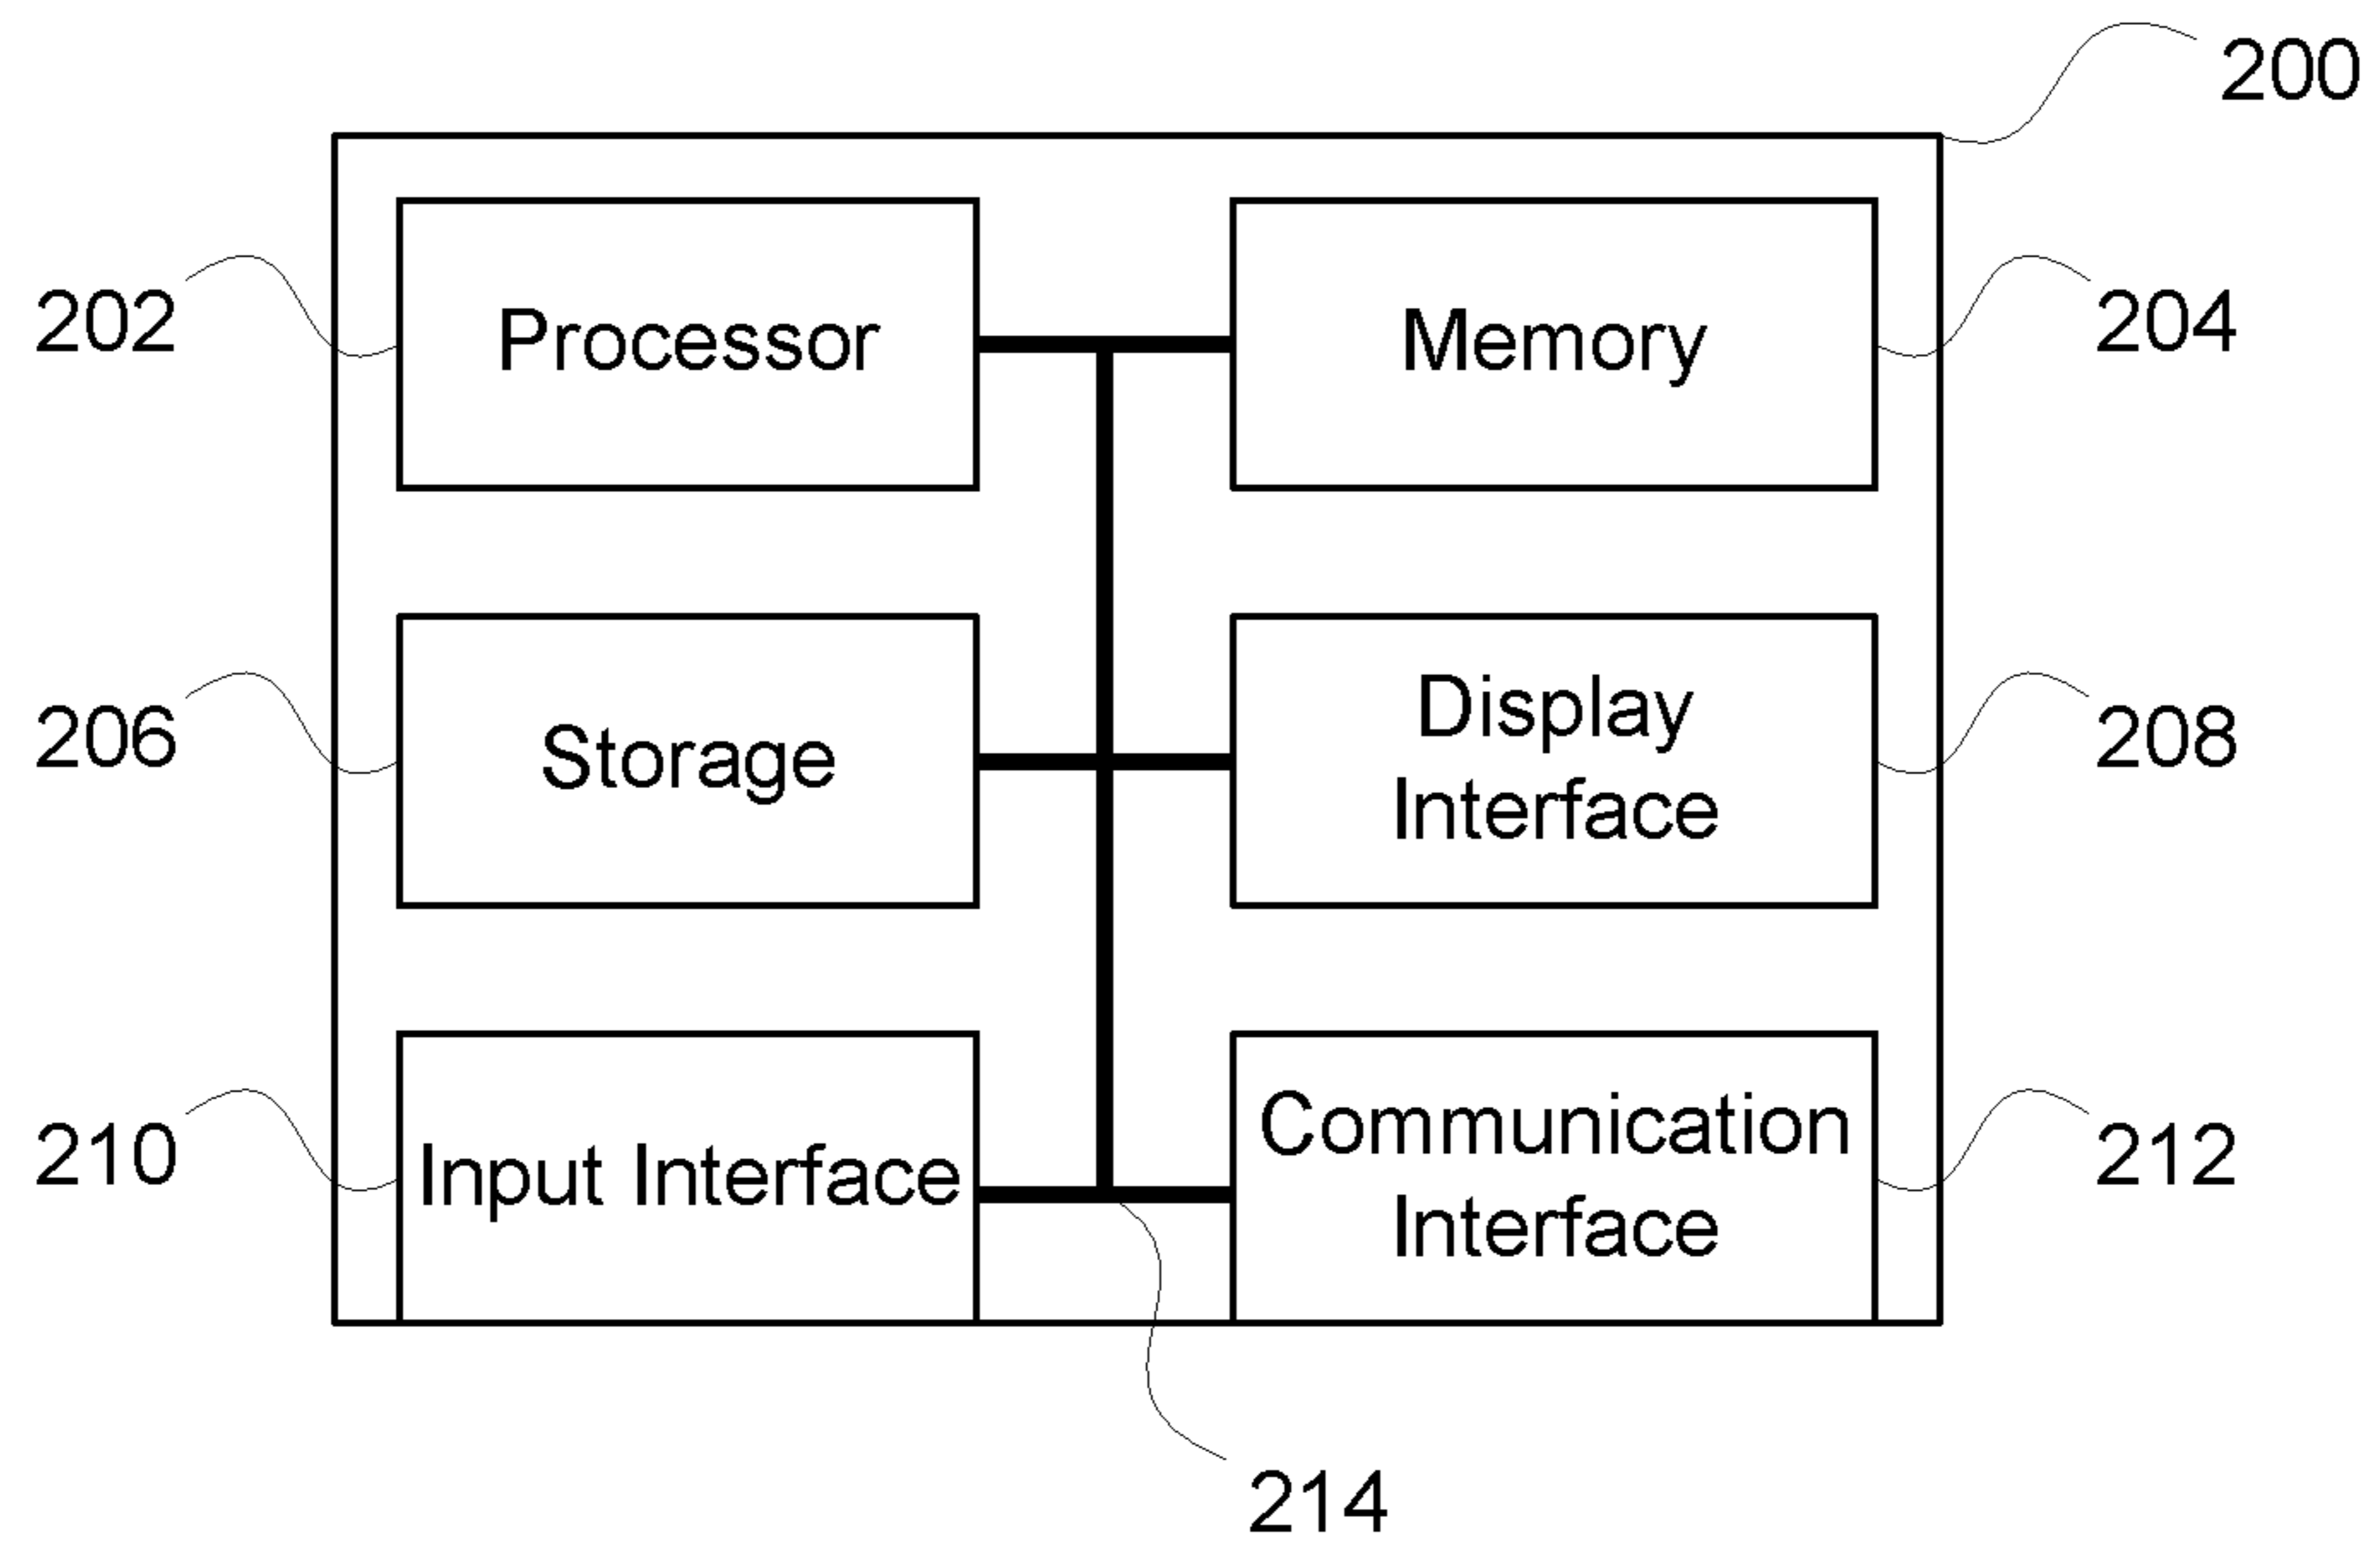 200
202
Processor
Memory
204
206
Storage
Display
Interface
208
210
Input Interface
Communication
Interface
212
214